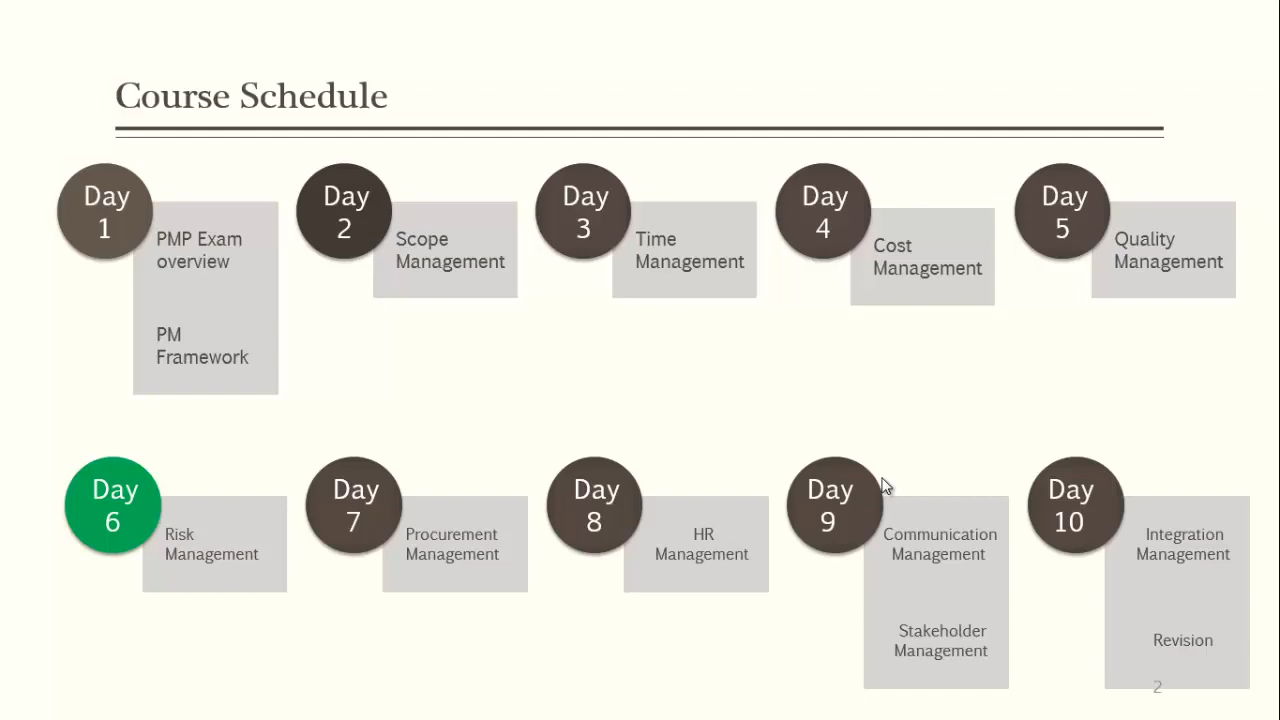 Course Schedule
Day
1
PMP Exam
overview
PM
Framework
Day
2
Scope
Management
Day
3
Time
Management
Day
4
Cost
Management
Day
5
Quality
Management
Day
6
Risk
Management
Day
7
Procurement
Management
Day
8
HR
Management
Day
9
Communication
Management
Stakeholder
Management
Day
10
Integration
Management
Revision
2